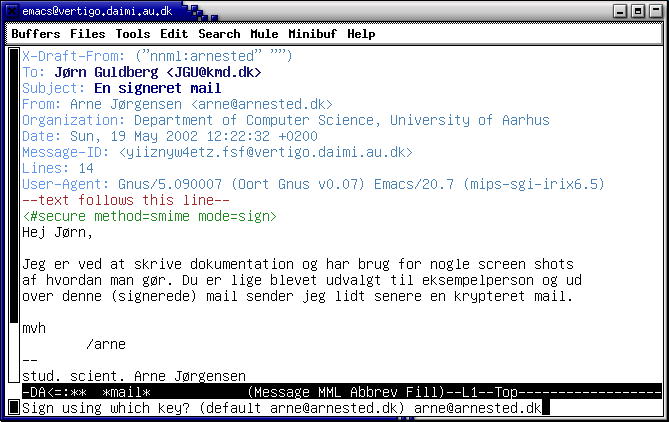 emacs@vertigo.daimi.au.dk
Buffers Files Tools Edit Search Mule Minibuf Help
X-Draft-From: ("nnml:arnested" "")
To: Jørn Guldberg <JGU@kmd.dk>
Subject: En signeret mail
From: Arne Jørgensen <arne@arnested.dk>
Organization: Department of Computer Science, University of Aarhus
Date: Sun, 19 May 2002 12:22:32 +0200
Message-ID: <yiiznyw4etz.fsf@vertigo.daimi.au.dk>
Lines: 14
User-Agent: Gnus/5.090007 (Oort Gnus v0.07) Emacs/20.7 (mips-sgi-irix6.5)
--text follows this line--
<#secure method=smime mode=sign>
Hej Jørn,
Jeg er ved at skrive dokumentation og har brug for nogle screen shots
af hvordan man gør. Du er lige blevet udvalgt til eksempelperson og ud
over denne (signerede) mail sender jeg lidt senere en krypteret mail.
mvh
/arne
--
stud. scient. Arne Jørgensen
-DA<=:** *mail* (Message MML Abbrev Fill)--L1--Top------------------
Sign using which key? (default arne@arnested.dk) arne@arnested.dk